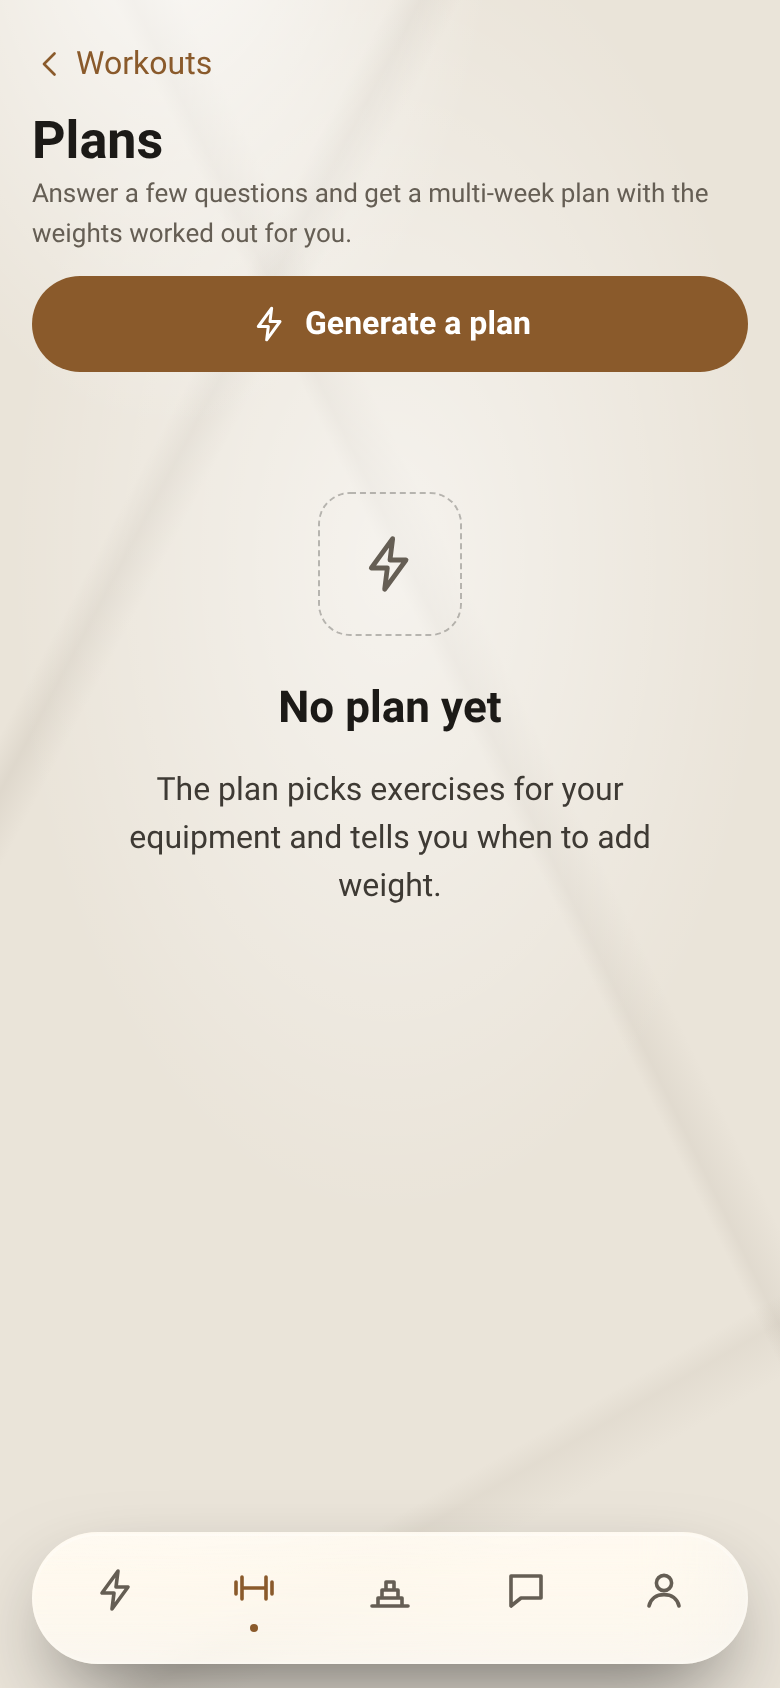 Workouts
Plans
Answer a few questions and get a multi-week plan with the
weights worked out for you.
Generate a plan
No plan yet
The plan picks exercises for your
equipment and tells you when to add
weight.